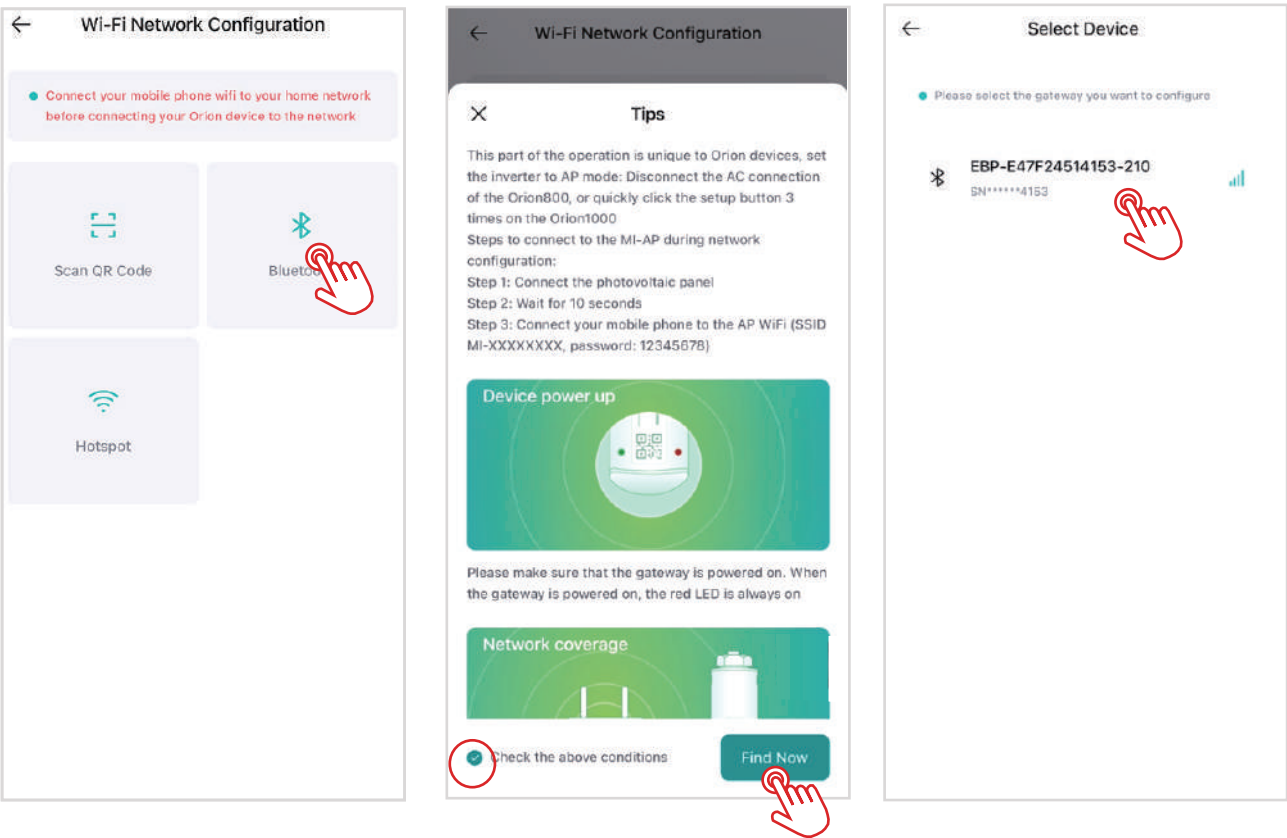 Wi-Fi Network Configuration
Connect your mobile phone wifi to your home network
before connecting your Orion device to the network
Scan QR Code
Hotspot
Wi-Fi Network Configuration
Tips
This part of the operation is unique to Orion devices, set
the inverter to AP mode: Disconnect the AC connection
of the Orion800, or quickly click the setup button 3
times on the Orion1000
Steps to connect to the MI-AP during network
configuration:
Step 1: Connect the photovoltaic panel
Step 2: Wait for 10 seconds
Step 3: Connect your mobile phone to the AP WiFi (SSID
MI-XXXXXXXX, password: 12345678)
Device power up
Please make sure that the gateway is powered on. When
the gateway is powered on, the red LED is always on
Network coverage
Check the above conditions
Find Now
Select Device
Please select the gateway you want to configure
EBP-E47F24514153-210
SN******4153